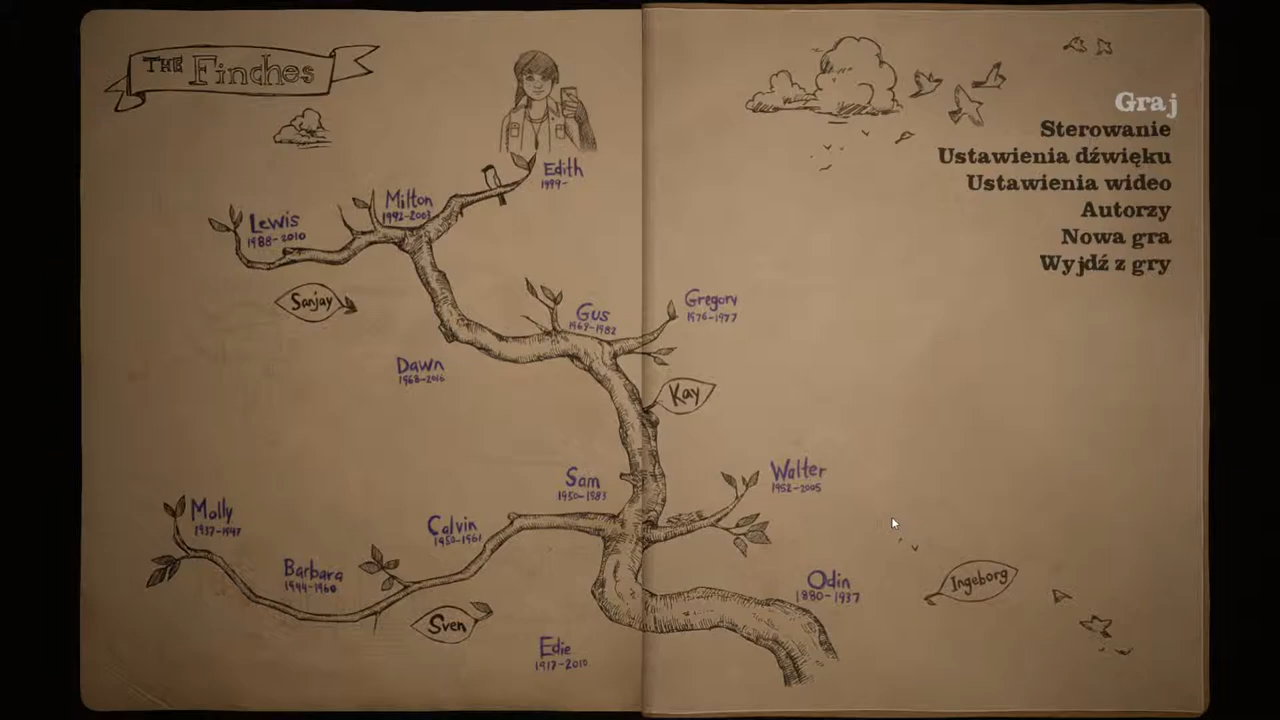 THE Finches
Edith
1999-
Milton
1992-2003
Lewis
1988-2010
Sanjay
Gus
1969-1982
Gregory
1976-1977
Dawn
1968-2016
Kay
Sam
1950-1983
Walter
1952-2005
Molly
1937-1947
Calvin
1950-1961
Barbara
1944-1960
Sven
Edie
1917-2010
Odin
1880-1937
Ingeborg
Graj
Sterowanie
Ustawienia dźwięku
Ustawienia wideo
Autorzy
Nowa gra
Wyjdź z gry